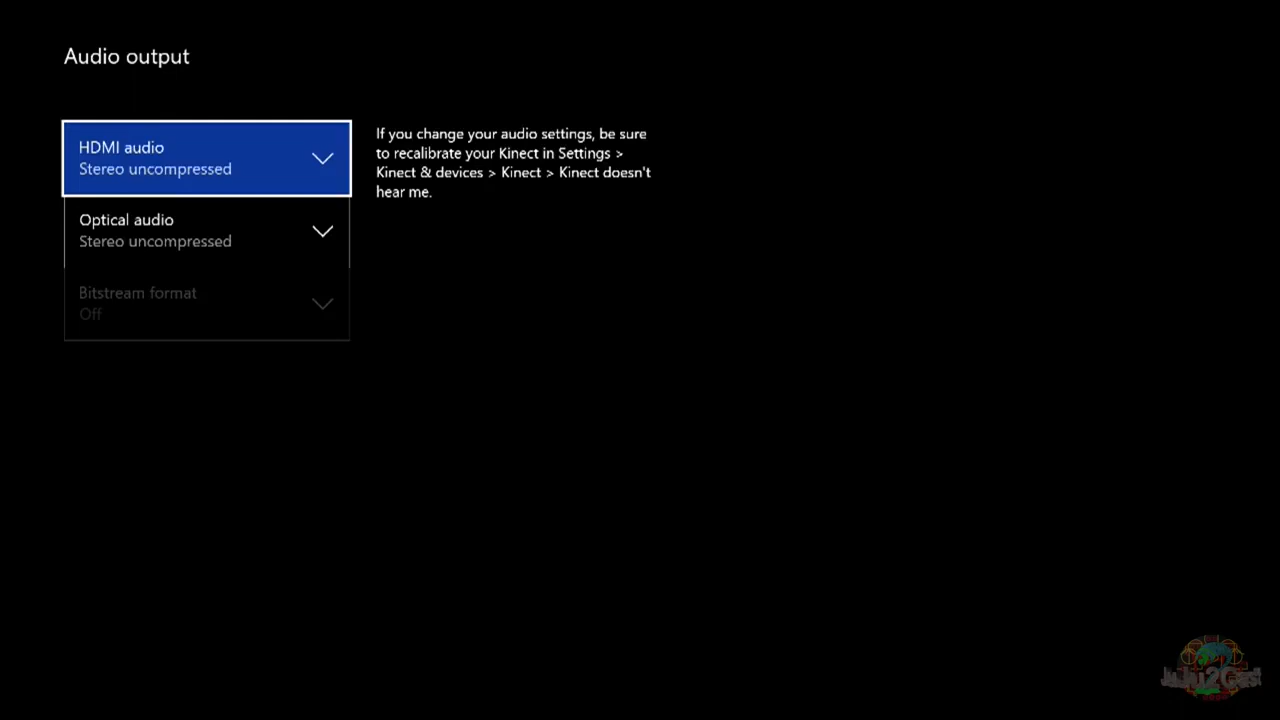 Audio output
HDMI audio
Stereo uncompressed
Optical audio
Stereo uncompressed
Bitstream format
Off
If you change your audio settings, be sure
to recalibrate your Kinect in Settings >
Kinect & devices > Kinect > Kinect doesn't
hear me.